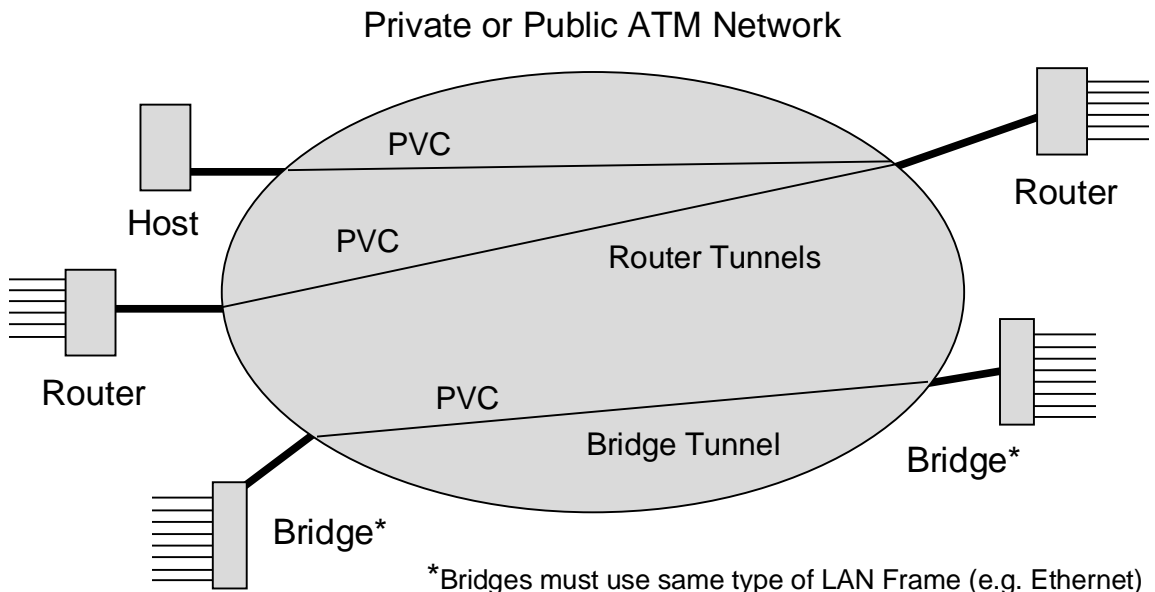 Private or Public ATM Network
PVC
Router
Host
PVC
Router Tunnels
Router
PVC
Bridge Tunnel
Bridge*
Bridge*
*Bridges must use same type of LAN Frame (e.g. Ethernet)